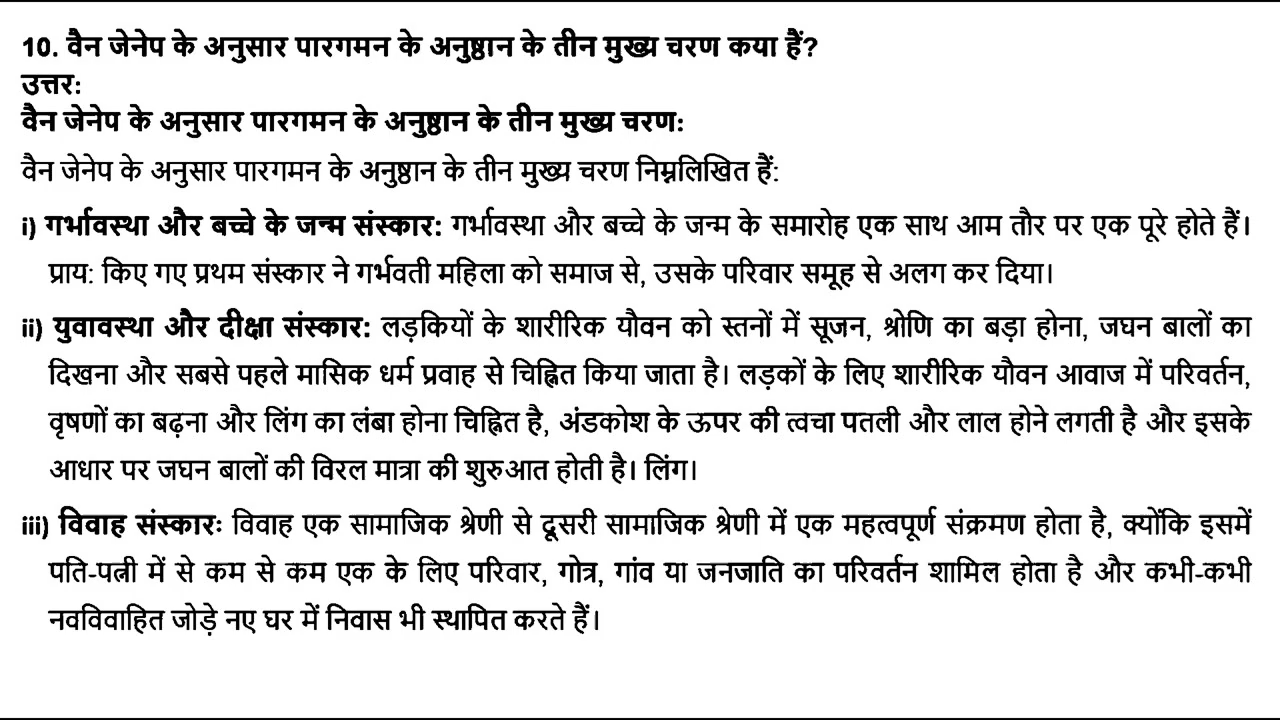 10. वैन जेनेप के अनुसार पारगमन के अनुष्ठान के तीन मुख्य चरण कया हैं?
उत्तर:
वैन जेनेप के अनुसार पारगमन के अनुष्ठान के तीन मुख्य चरण:
वैन जेनेप के अनुसार पारगमन के अनुष्ठान के तीन मुख्य चरण निम्नलिखित हैं:
i) गर्भावस्था और बच्चे के जन्म संस्कार: गर्भावस्था और बच्चे के जन्म के समारोह एक साथ आम तौर पर एक पूरे होते हैं।
प्राय: किए गए प्रथम संस्कार ने गर्भवती महिला को समाज से, उसके परिवार समूह से अलग कर दिया।
ii) युवावस्था और दीक्षा संस्कार: लड़कियों के शारीरिक यौवन को स्तनों में सूजन, श्रोणि का बड़ा होना, जघन बालों का
दिखना और सबसे पहले मासिक धर्म प्रवाह से चिह्नित किया जाता है। लड़कों के लिए शारीरिक यौवन आवाज में परिवर्तन,
वृषणों का बढ़ना और लिंग का लंबा होना चिह्नित है, अंडकोश के ऊपर की त्वचा पतली और लाल होने लगती है और इसके
आधार पर जघन बालों की विरल मात्रा की शुरुआत होती है। लिंग।
iii) विवाह संस्कारः विवाह एक सामाजिक श्रेणी से दूसरी सामाजिक श्रेणी में एक महत्वपूर्ण संक्रमण होता है, क्योंकि इसमें
पति-पत्नी में से कम से कम एक के लिए परिवार, गोत्र, गांव या जनजाति का परिवर्तन शामिल होता है और कभी-कभी
नवविवाहित जोड़े नए घर में निवास भी स्थापित करते हैं।